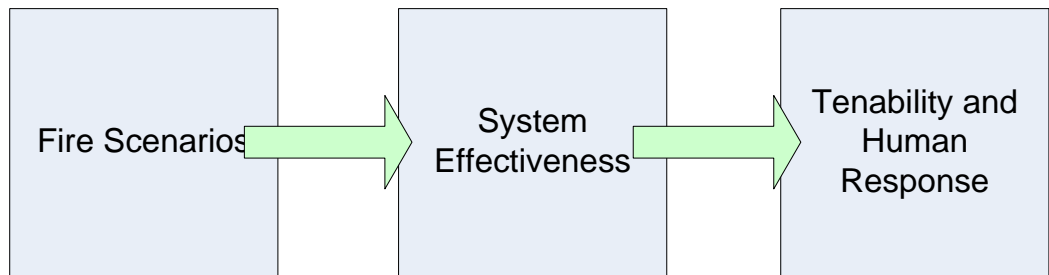 Fire Scenarios
System
Effectiveness
Tenability and
Human
Response